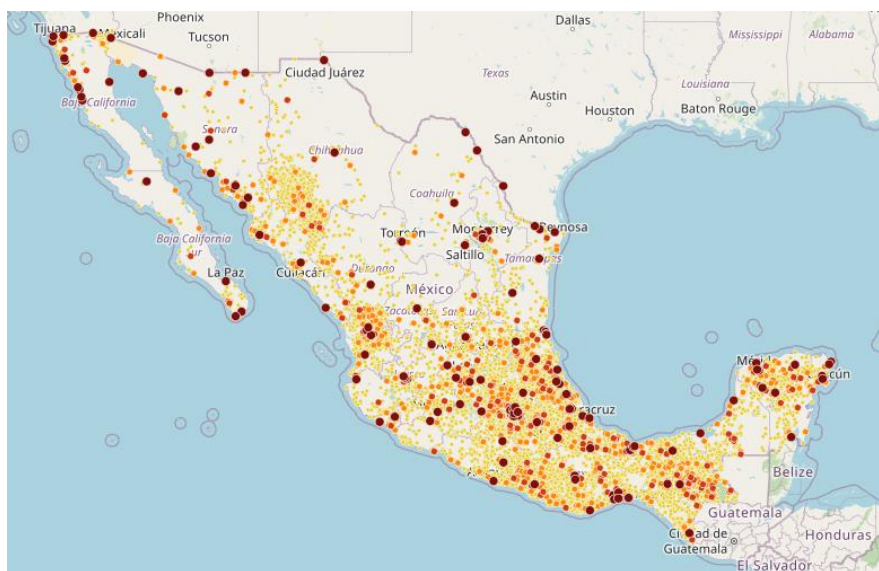 Phoenix
Dallas
Mississippi
Alabama
Tijuana
Mexicali
Tucson
Ciudad Juárez
Texas
Louisiana
Baja California
Austin
Baton Rouge
Houston
San Antonio
Sonora
Chihuahua
Coahuila
Monterrey
Reynosa
Torreón
Saltillo
Baja California
Sur
Tamaulipas
La Paz
Culiacán
Durango
México
Guatemala
Belize
Honduras
Ciudad de
Guatemala
El Salvador